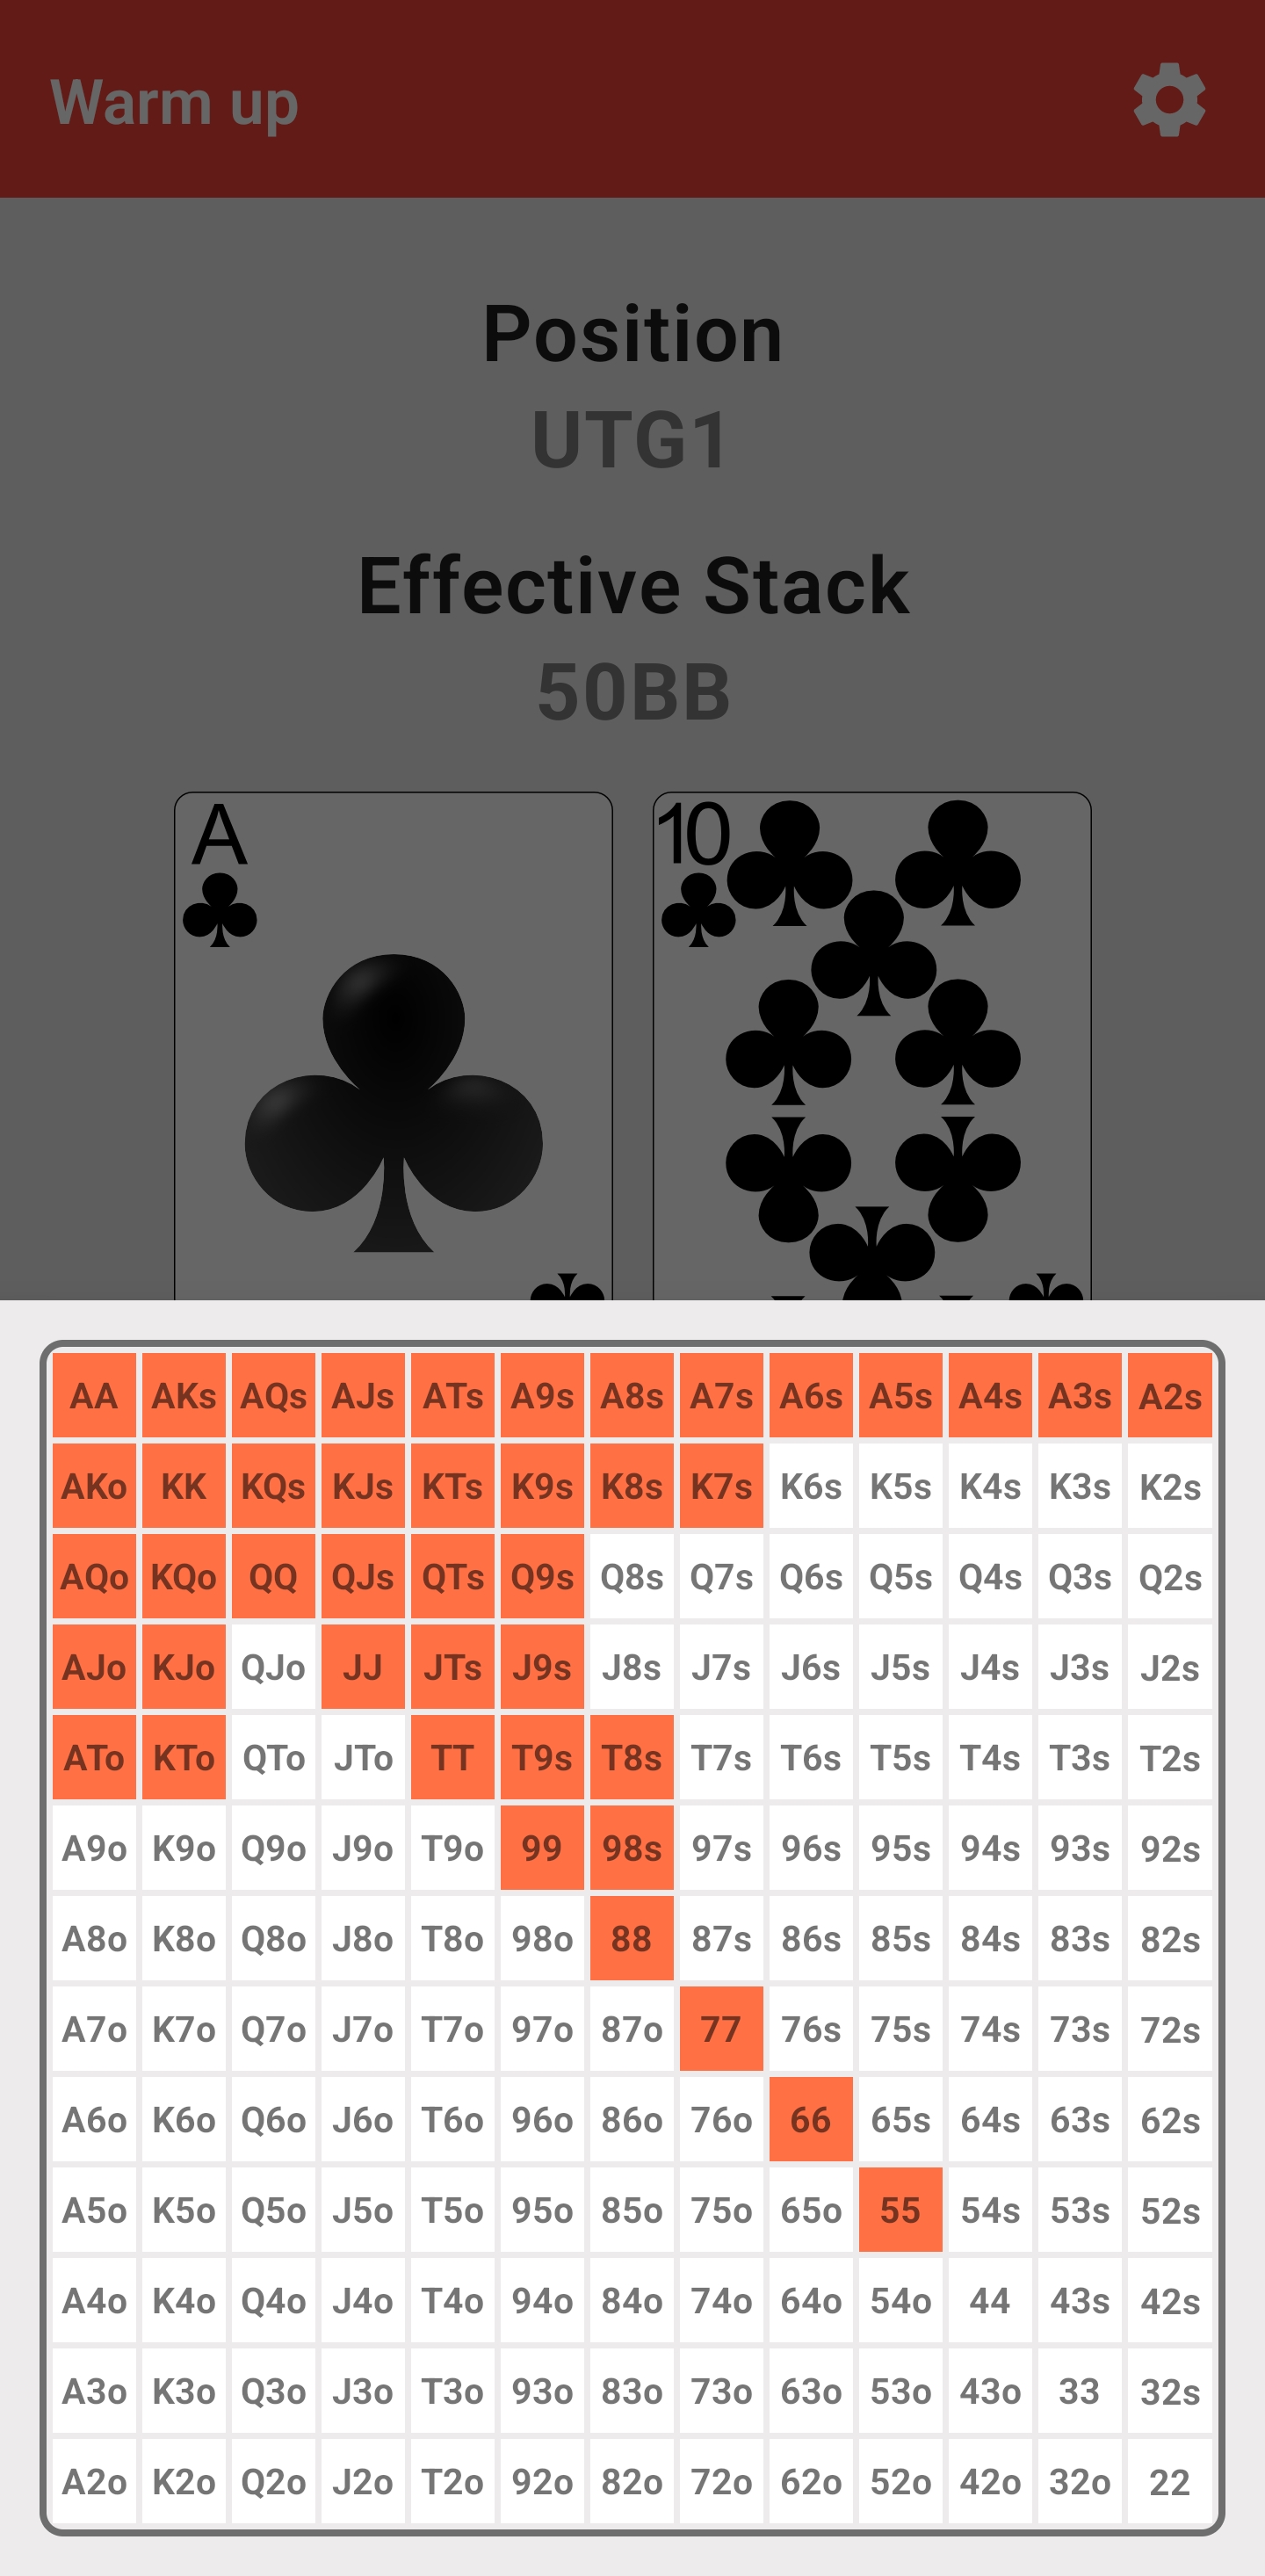 Warm up
Position
UTG1
Effective Stack
50BB
A
10
AA AKs AQs AJs ATs A9s A8s A7s A6s A5s A4s A3s A2s
AKo KK KQs KJs KTs K9s K8s K7s K6s K5s K4s K3s K2s
AQo KQo QQ QJs QTs Q9s Q8s Q7s Q6s Q5s Q4s Q3s Q2s
AJo KJo QJo JJ JTs J9s J8s J7s J6s J5s J4s J3s J2s
ATo KTo QTo JTo TT T9s T8s T7s T6s T5s T4s T3s T2s
A9o K9o Q9o J9o T9o 99 98s 97s 96s 95s 94s 93s 92s
A8o K8o Q8o J8o T8o 98o 88 87s 86s 85s 84s 83s 82s
A7o K7o Q7o J7o T7o 97o 87o 77 76s 75s 74s 73s 72s
A6o K6o Q6o J6o T6o 96o 86o 76o 66 65s 64s 63s 62s
A5o K5o Q5o J5o T5o 95o 85o 75o 65o 55 54s 53s 52s
A4o K4o Q4o J4o T4o 94o 84o 74o 64o 54o 44 43s 42s
A3o K3o Q3o J3o T3o 93o 83o 73o 63o 53o 43o 33 32s
A2o K2o Q2o J2o T2o 92o 82o 72o 62o 52o 42o 32o 22